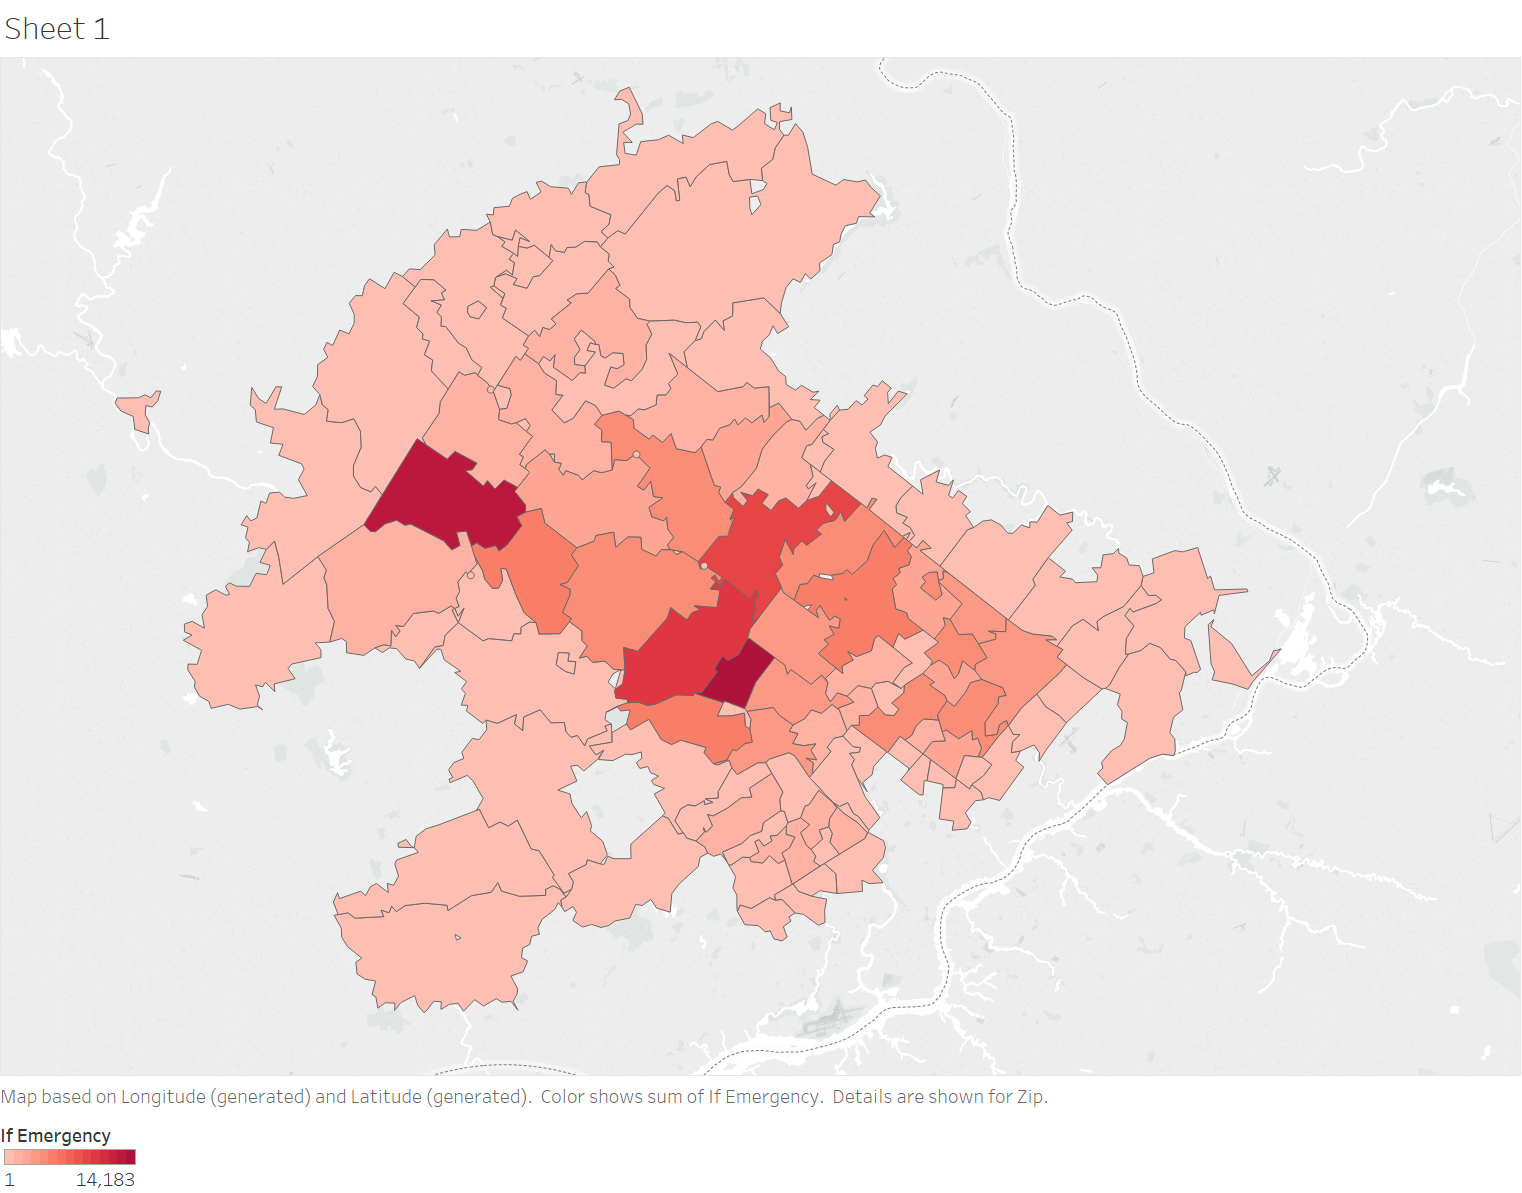 Sheet 1
Map based on Longitude (generated) and Latitude (generated).  Color shows sum of If Emergency.  Details are shown for Zip.
If Emergency
1 14,183